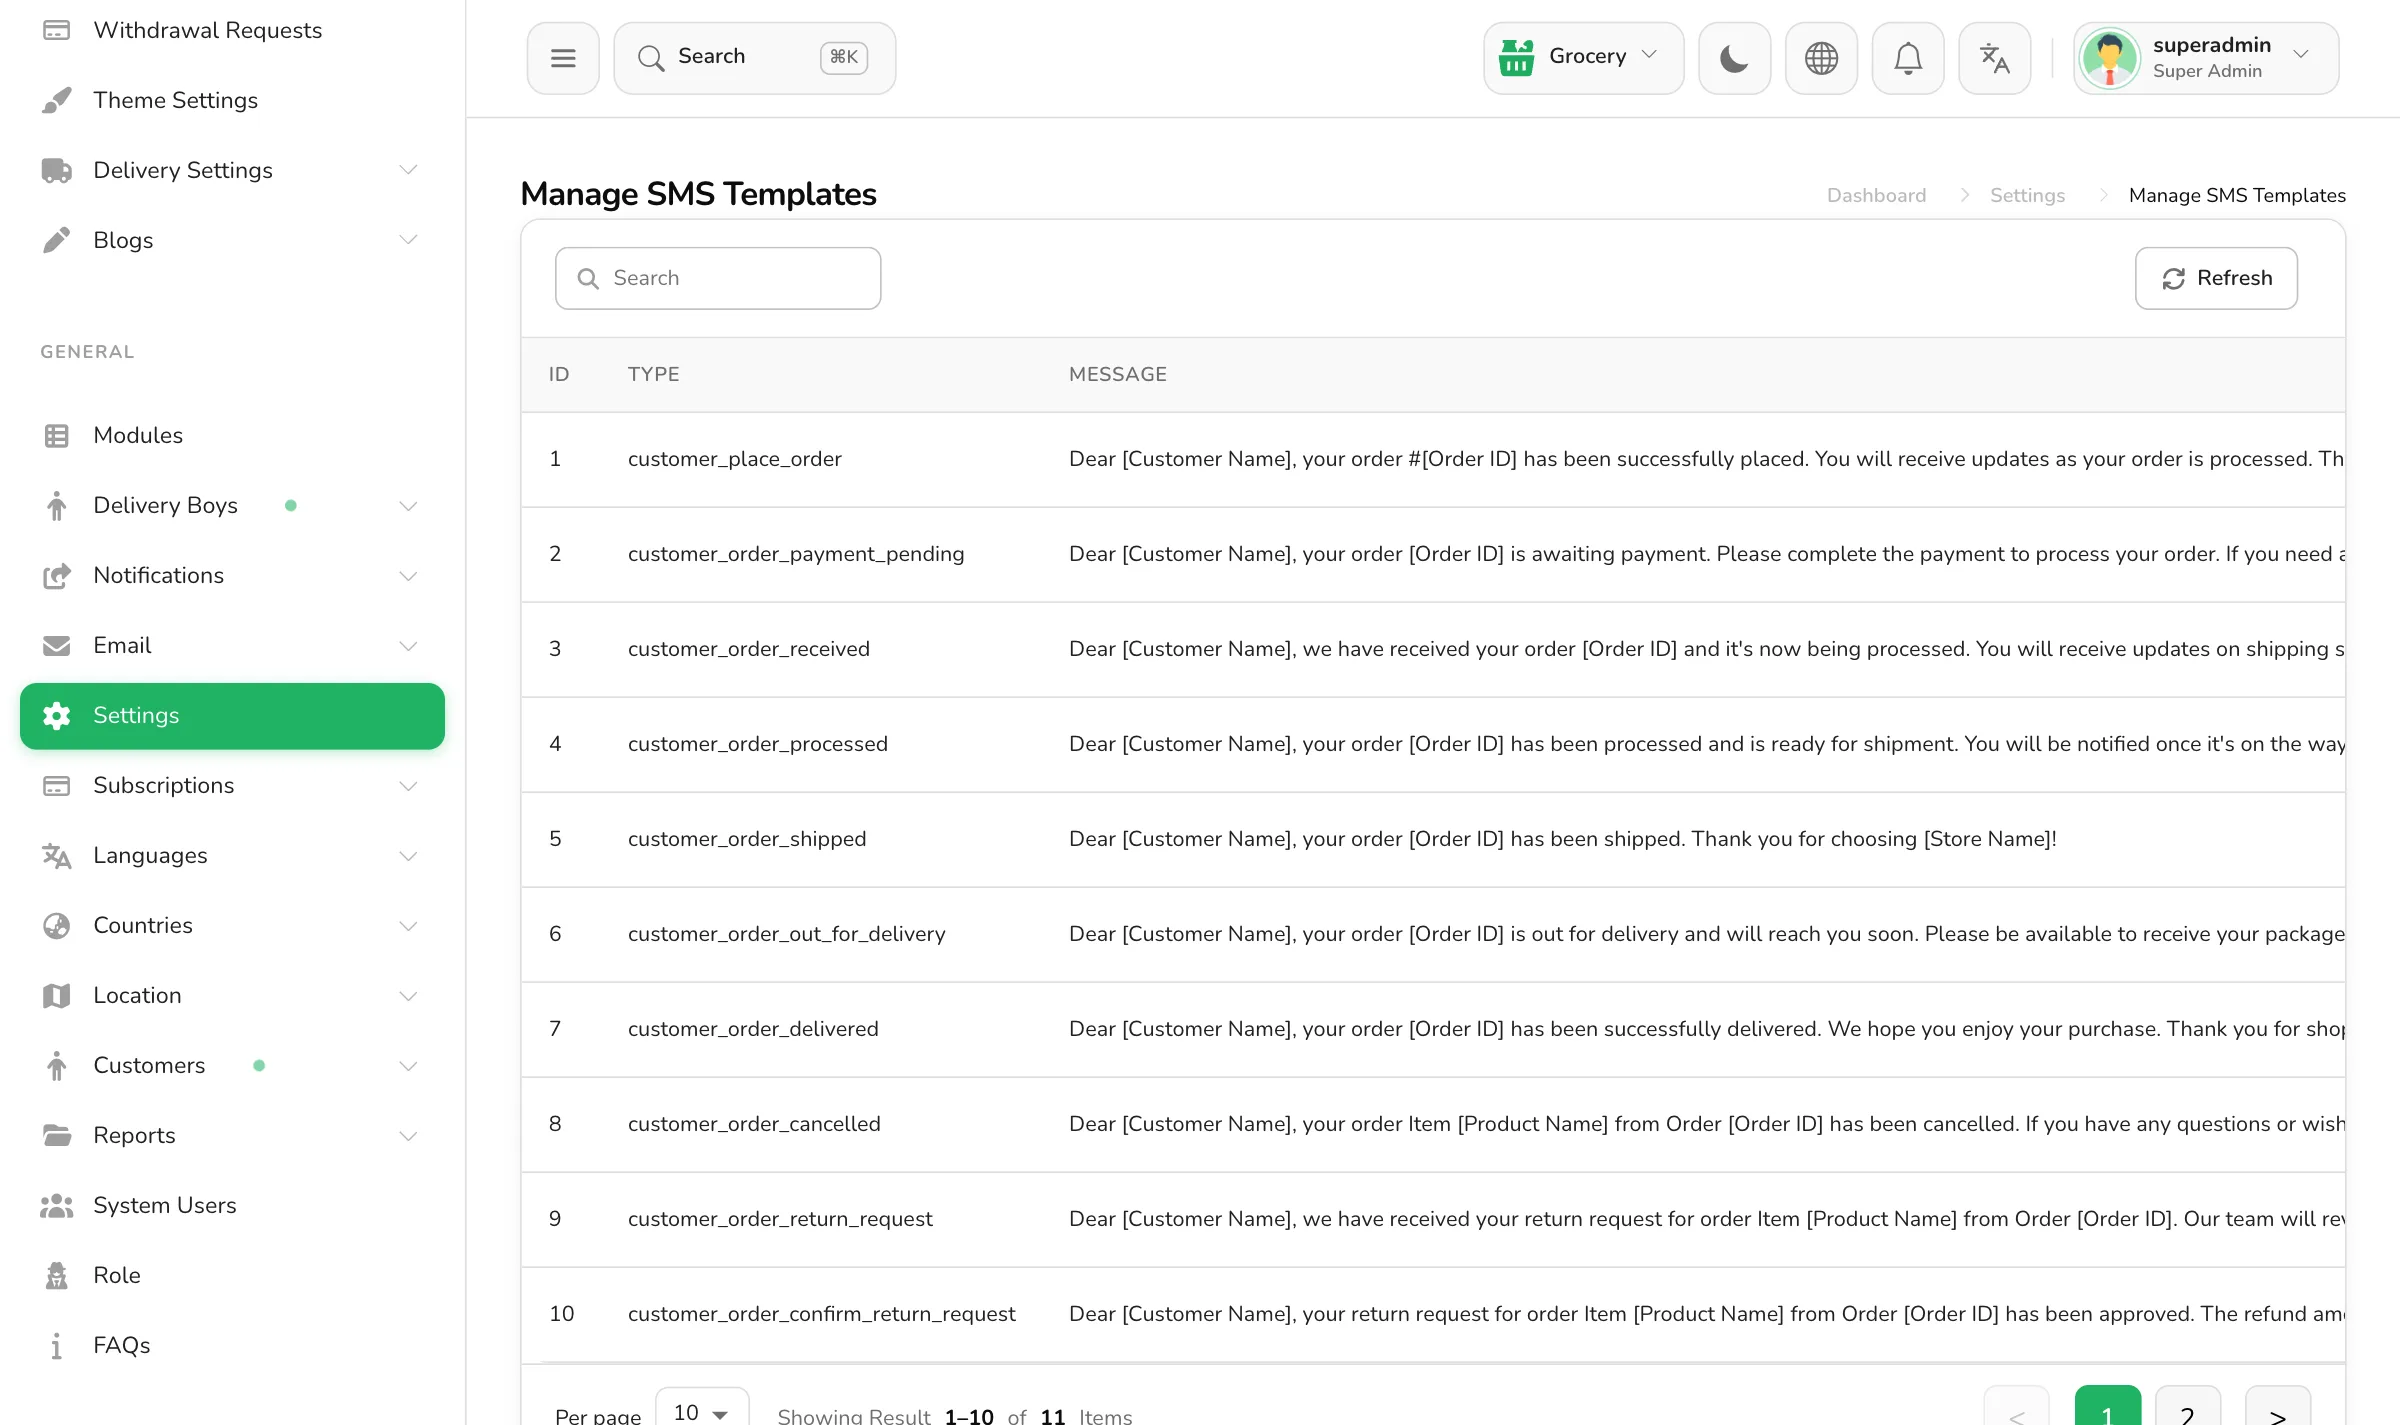 Withdrawal Requests
Theme Settings
Delivery Settings
Blogs
GENERAL
Modules
Delivery Boys
Notifications
Email
Settings
Subscriptions
Languages
Countries
Location
Customers
Reports
System Users
Role
FAQs
Search ⌘K
Grocery
superadmin
Super Admin
Manage SMS Templates
Dashboard > Settings > Manage SMS Templates
Search
Refresh
ID TYPE MESSAGE
1 customer_place_order Dear [Customer Name], your order #[Order ID] has been successfully placed. You will receive updates as your order is processed. Th
2 customer_order_payment_pending Dear [Customer Name], your order [Order ID] is awaiting payment. Please complete the payment to process your order. If you need a
3 customer_order_received Dear [Customer Name], we have received your order [Order ID] and it's now being processed. You will receive updates on shipping s
4 customer_order_processed Dear [Customer Name], your order [Order ID] has been processed and is ready for shipment. You will be notified once it's on the way
5 customer_order_shipped Dear [Customer Name], your order [Order ID] has been shipped. Thank you for choosing [Store Name]!
6 customer_order_out_for_delivery Dear [Customer Name], your order [Order ID] is out for delivery and will reach you soon. Please be available to receive your package
7 customer_order_delivered Dear [Customer Name], your order [Order ID] has been successfully delivered. We hope you enjoy your purchase. Thank you for shop
8 customer_order_cancelled Dear [Customer Name], your order Item [Product Name] from Order [Order ID] has been cancelled. If you have any questions or wish
9 customer_order_return_request Dear [Customer Name], we have received your return request for order Item [Product Name] from Order [Order ID]. Our team will rev
10 customer_order_confirm_return_request Dear [Customer Name], your return request for order Item [Product Name] from Order [Order ID] has been approved. The refund am
Per page 10 Showing Result 1–10 of 11 Items < 1 2 >